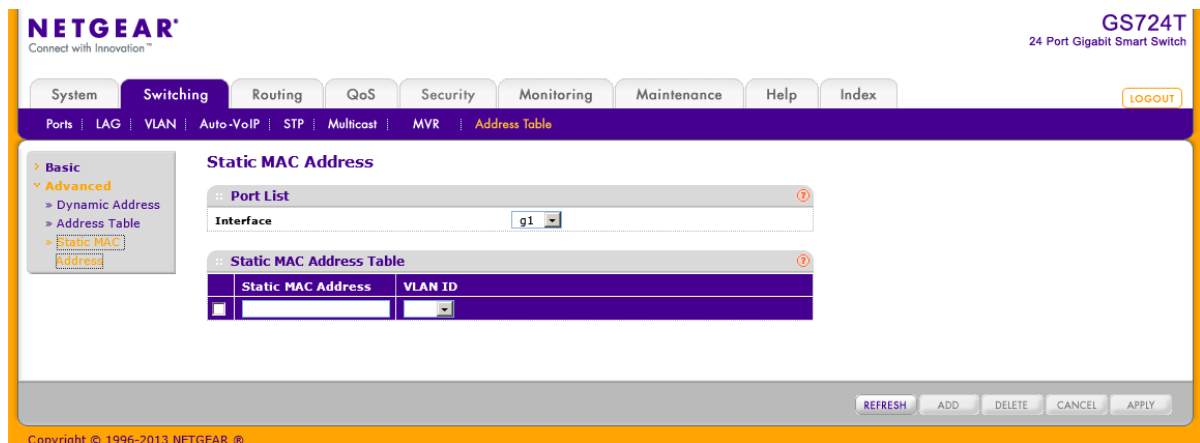 NETGEAR®
Connect with Innovation™
GS724T
24 Port Gigabit Smart Switch
System Switching Routing QoS Security Monitoring Maintenance Help Index
LOGOUT
Ports LAG VLAN Auto-VoIP STP Multicast MVR Address Table
Basic
Advanced
» Dynamic Address
» Address Table
» Static MAC
Address
Static MAC Address
Port List
Interface g1
Static MAC Address Table
Static MAC Address VLAN ID
REFRESH ADD DELETE CANCEL APPLY
Copyright © 1996-2013 NETGEAR ®